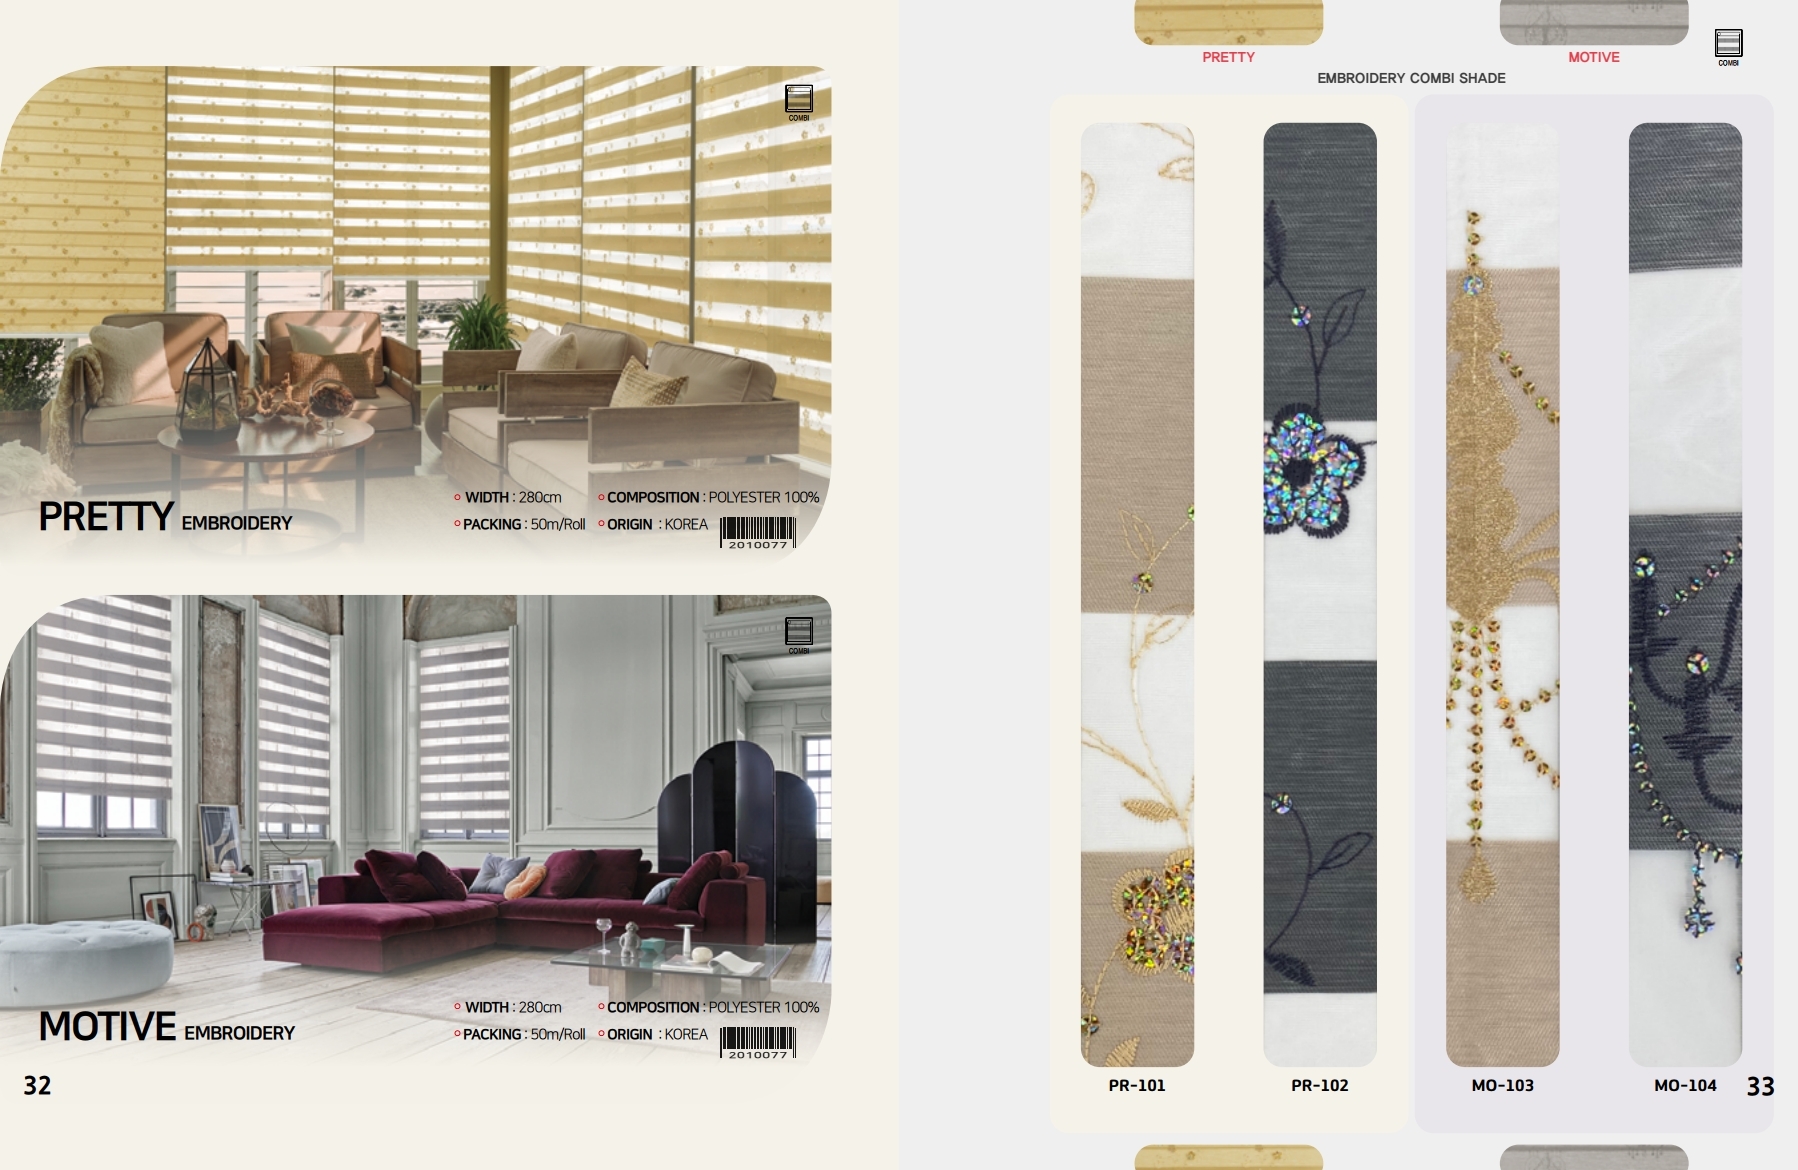 COMBI
PRETTY EMBROIDERY
WIDTH : 280cm
COMPOSITION : POLYESTER 100%
PACKING : 50m/Roll
ORIGIN : KOREA
2010077
COMBI
MOTIVE EMBROIDERY
WIDTH : 280cm
COMPOSITION : POLYESTER 100%
PACKING : 50m/Roll
ORIGIN : KOREA
2010077
32
PRETTY
MOTIVE
COMBI
EMBROIDERY COMBI SHADE
PR-101
PR-102
MO-103
MO-104
33